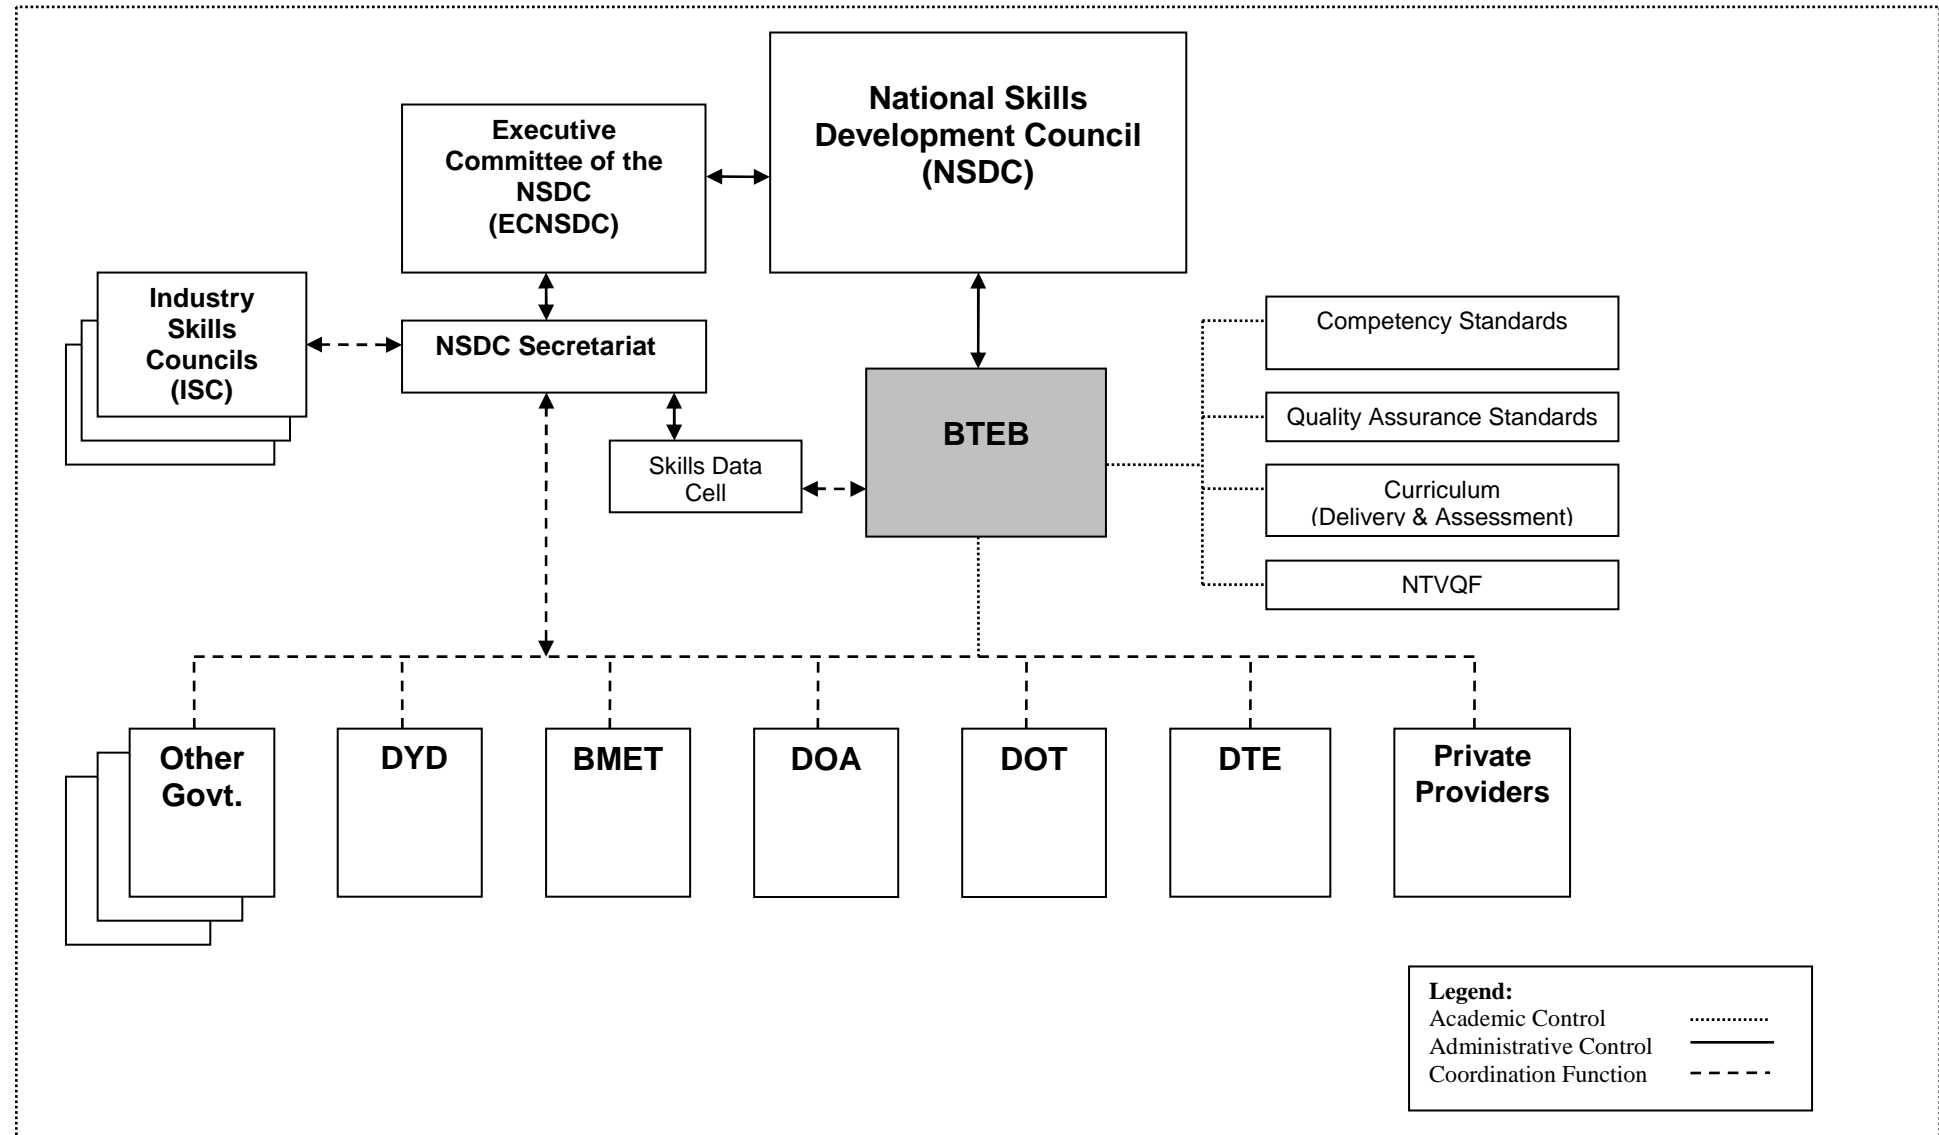 National Skills
Development Council
(NSDC)
Executive
Committee of the
NSDC
(ECNSDC)
Industry
Skills
Councils
(ISC)
NSDC Secretariat
Skills Data
Cell
BTEB
Competency Standards
Quality Assurance Standards
Curriculum
(Delivery & Assessment)
NTVQF
Other
Govt.
DYD
BMET
DOA
DOT
DTE
Private
Providers
Legend:
Academic Control
Administrative Control
Coordination Function